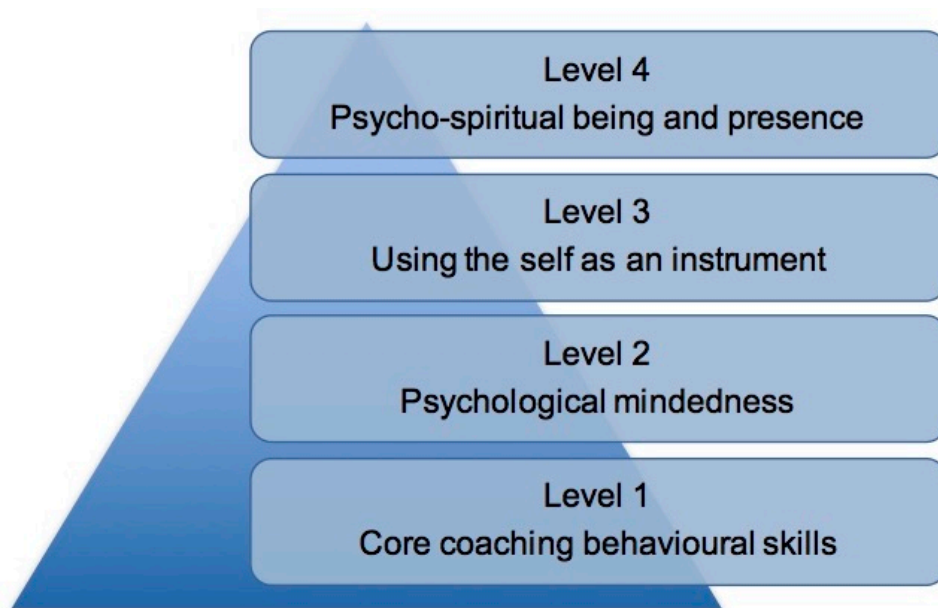 Level 4
Psycho-spiritual being and presence
Level 3
Using the self as an instrument
Level 2
Psychological mindedness
Level 1
Core coaching behavioural skills